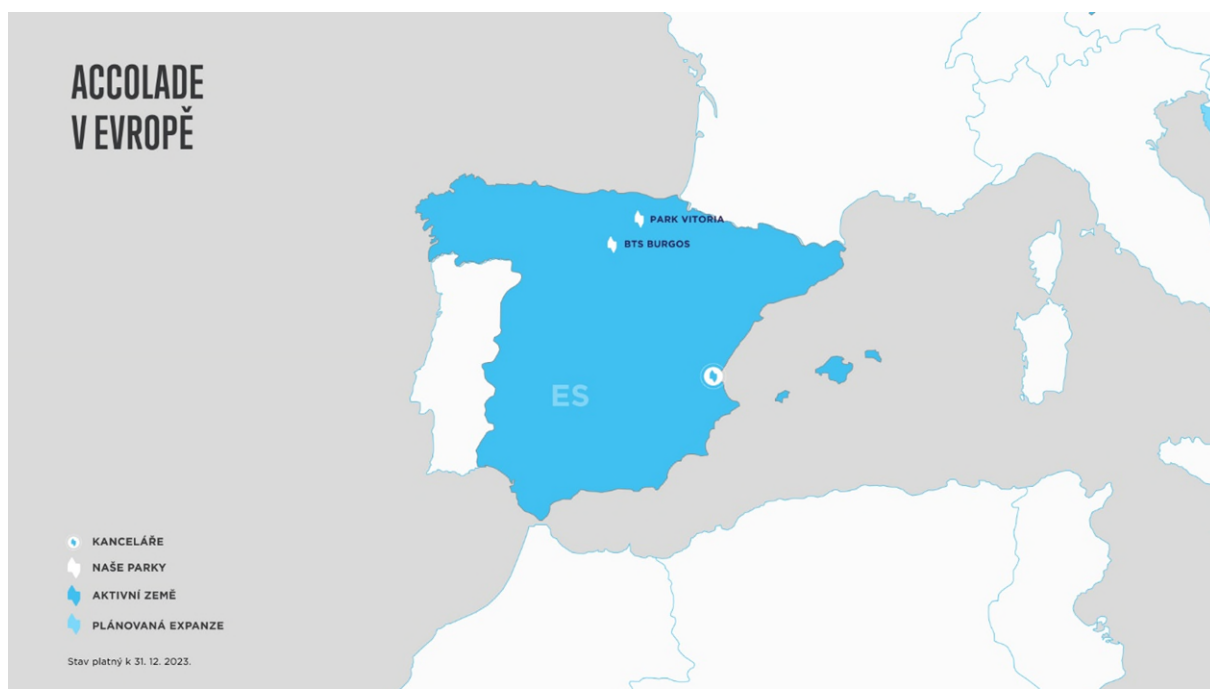 ACCOLADE
V EVROPĚ
PARK VITORIA
BTS BURGOS
ES
KANCELÁŘE
NAŠE PARKY
AKTIVNÍ ZEMĚ
PLÁNOVANÁ EXPANZE
Stav platný k 31. 12. 2023.